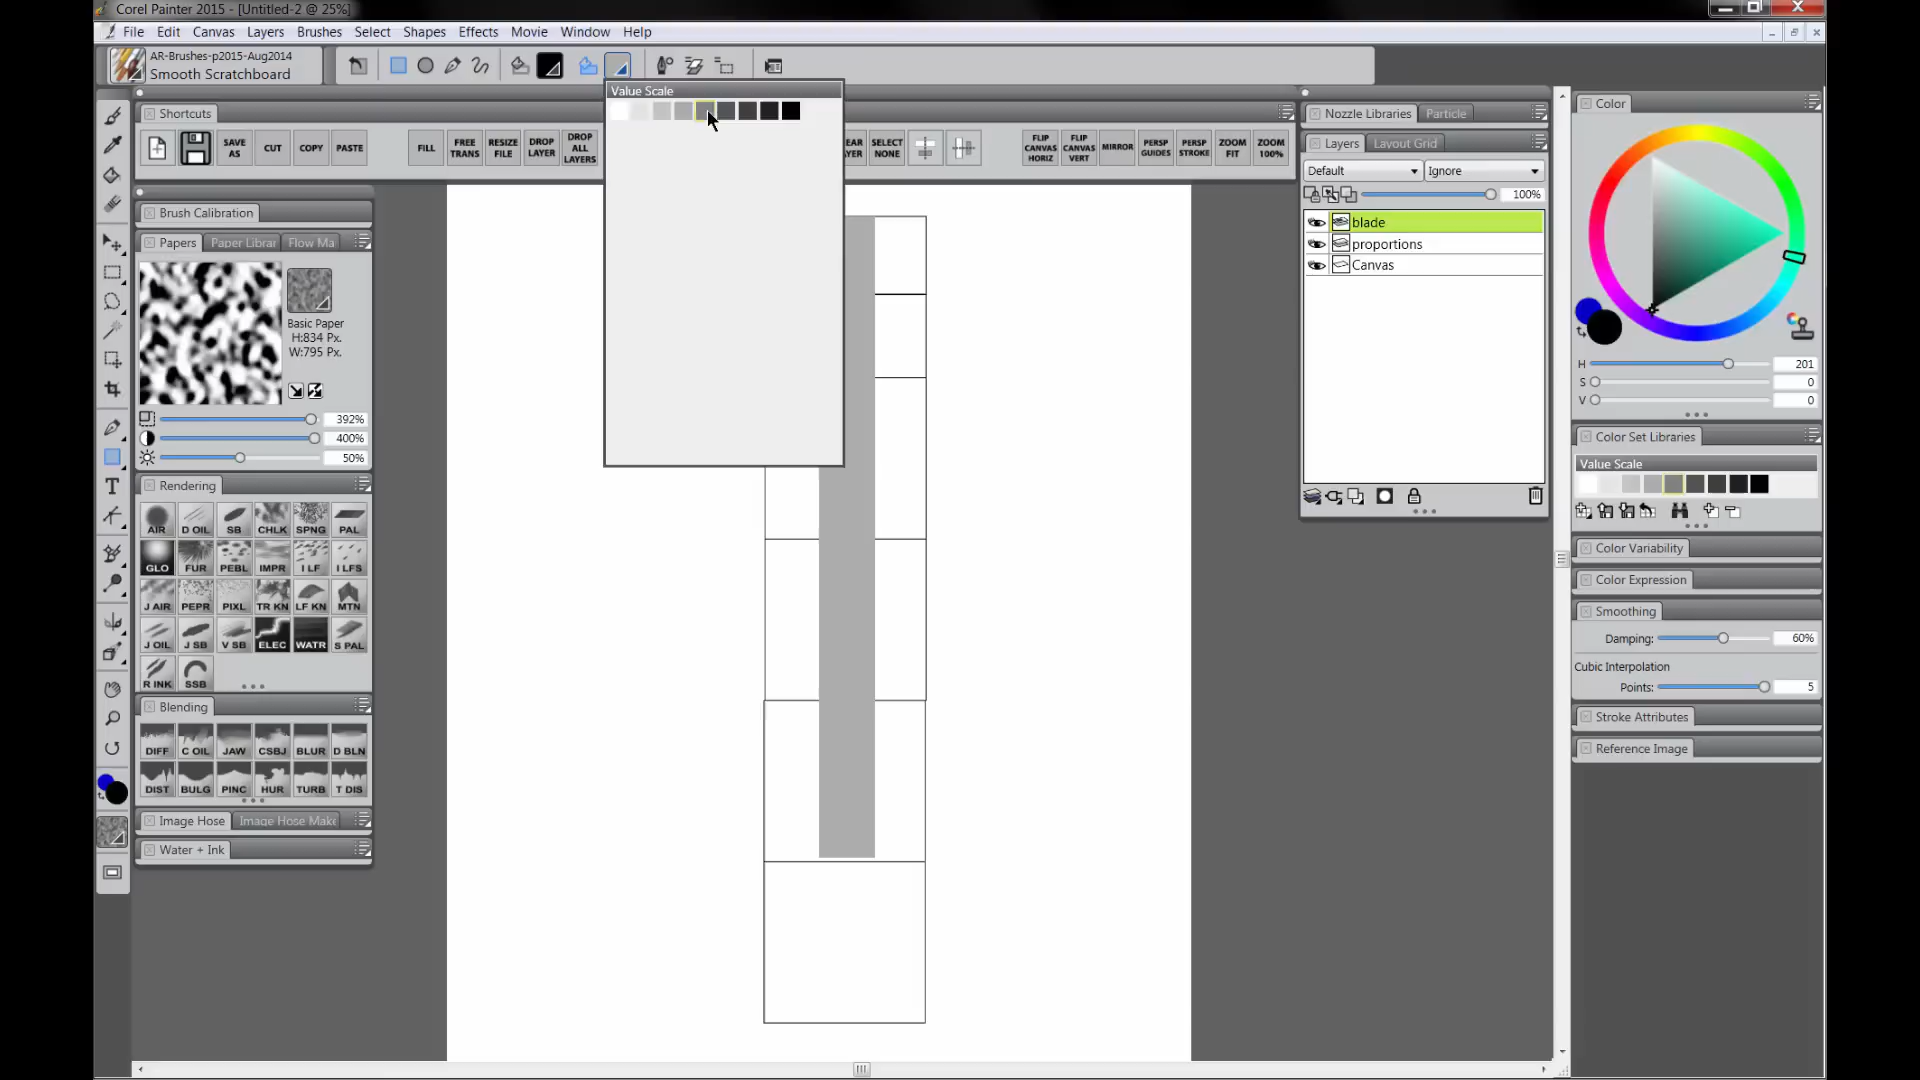 Corel Painter 2015 - [Untitled-2 @ 25%]
File Edit Canvas Layers Brushes Select Shapes Effects Movie Window Help
AR-Brushes-p2015-Aug2014
Smooth Scratchboard
Value Scale
Shortcuts
SAVE AS
CUT
COPY
PASTE
FILL
FREE TRANS
RESIZE FILE
DROP LAYER
DROP ALL LAYERS
SELECT NONE
FLIP CANVAS HORIZ
FLIP CANVAS VERT
MIRROR
PERSP GUIDES
PERSP STROKE
ZOOM FIT
ZOOM 100%
Brush Calibration
Papers Paper Librar Flow Ma
Basic Paper
H:834 Px.
W:795 Px.
392%
400%
50%
Rendering
AIR D OIL SB CHLK SPNG PAL
GLO FUR PEBL IMPR I LF I LFS
J AIR PEPR PIXL TR KN LF KN MTN
J OIL J SB V SB ELEC WATR S PAL
R INK SSB
Blending
DIFF C OIL JAW CSBJ BLUR D BLN
DIST BULG PINC HUR TURB T DIS
Image Hose Image Hose Make
Water + Ink
T
Nozzle Libraries Particle
Layers Layout Grid
Default Ignore
100%
blade
proportions
Canvas
Color
H 201
S 0
V 0
Color Set Libraries
Value Scale
Color Variability
Color Expression
Smoothing
Damping: 60%
Cubic Interpolation
Points: 5
Stroke Attributes
Reference Image